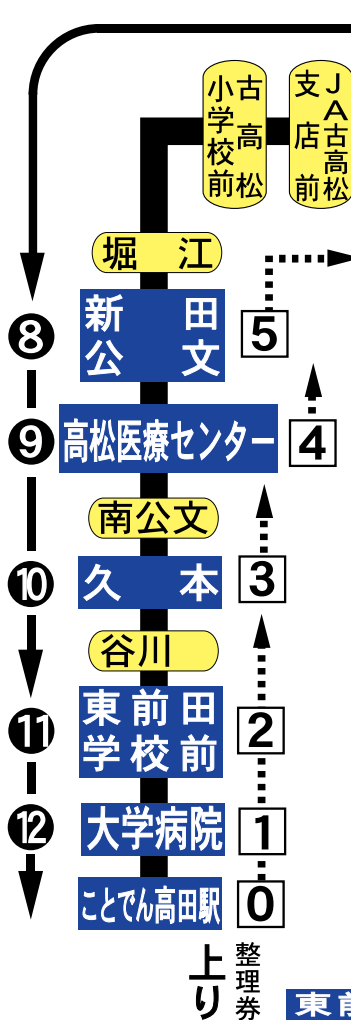 古高松
小学校前
JA古高松
支店前
堀江
新田
公文
高松医療センター
南公文
久本
谷川
東前田
学校前
大学病院
ことでん高田駅
⑧
⑨
⑩
⑪
⑫
5
4
3
2
1
0
上り
整理券
東前